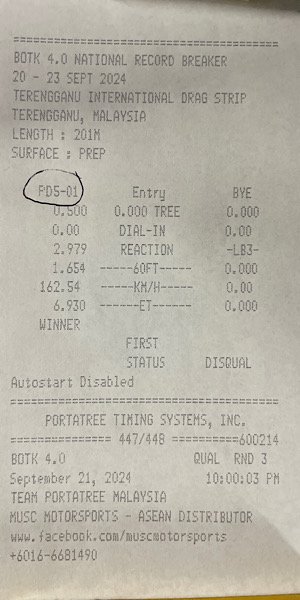 ==================================
BOTK 4.0 NATIONAL RECORD BREAKER
20 - 23 SEPT 2024
TERENGGANU INTERNATIONAL DRAG STRIP
TERENGGANU, MALAYSIA
LENGTH : 201M
SURFACE : PREP
PD5-01 Entry BYE
0.500 0.000 TREE 0.000
0.00 DIAL-IN 0.00
2.979 REACTION -LB3-
1.654 -----60FT------ 0.000
162.54 -----KM/H------ 0.00
6.930 ------ET------- 0.000
WINNER
FIRST
STATUS DISQUAL
Autostart Disabled
==================================
PORTATREE TIMING SYSTEMS, INC.
=============== 447/448 ==========600214
BOTK 4.0 QUAL RND 3
September 21, 2024 10:00:03 PM
TEAM PORTATREE MALAYSIA
MUSC MOTORSPORTS - ASEAN DISTRIBUTOR
www.facebook.com/muscmotorsports
+6016-6681490